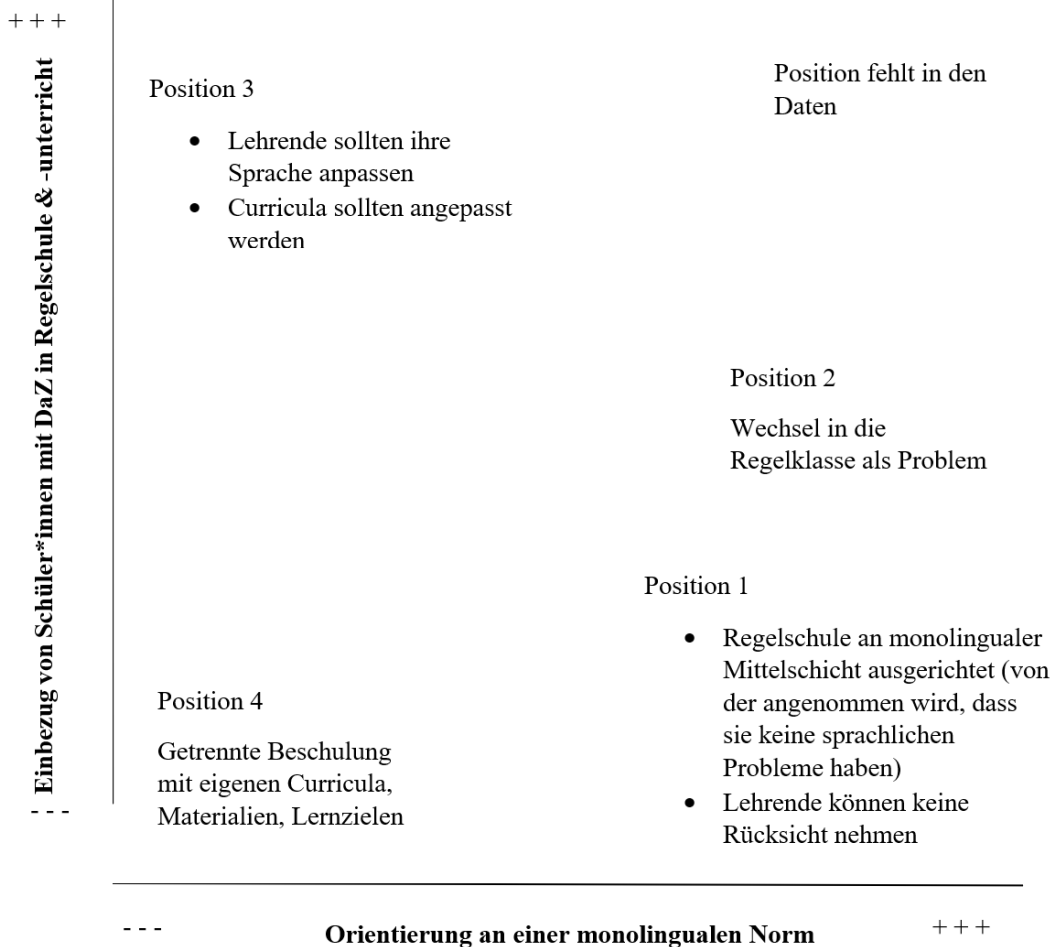 + + +
Einbezug von Schüler*innen mit DaZ in Regelschule & -unterricht
- - -
Position 3
• Lehrende sollten ihre
Sprache anpassen
• Curricula sollten angepasst
werden
Position fehlt in den
Daten
Position 2
Wechsel in die
Regelklasse als Problem
Position 1
• Regelschule an monolingualer
Mittelschicht ausgerichtet (von
der angenommen wird, dass
sie keine sprachlichen
Probleme haben)
• Lehrende können keine
Rücksicht nehmen
Position 4
Getrennte Beschulung
mit eigenen Curricula,
Materialien, Lernzielen
- - -
Orientierung an einer monolingualen Norm
+ + +